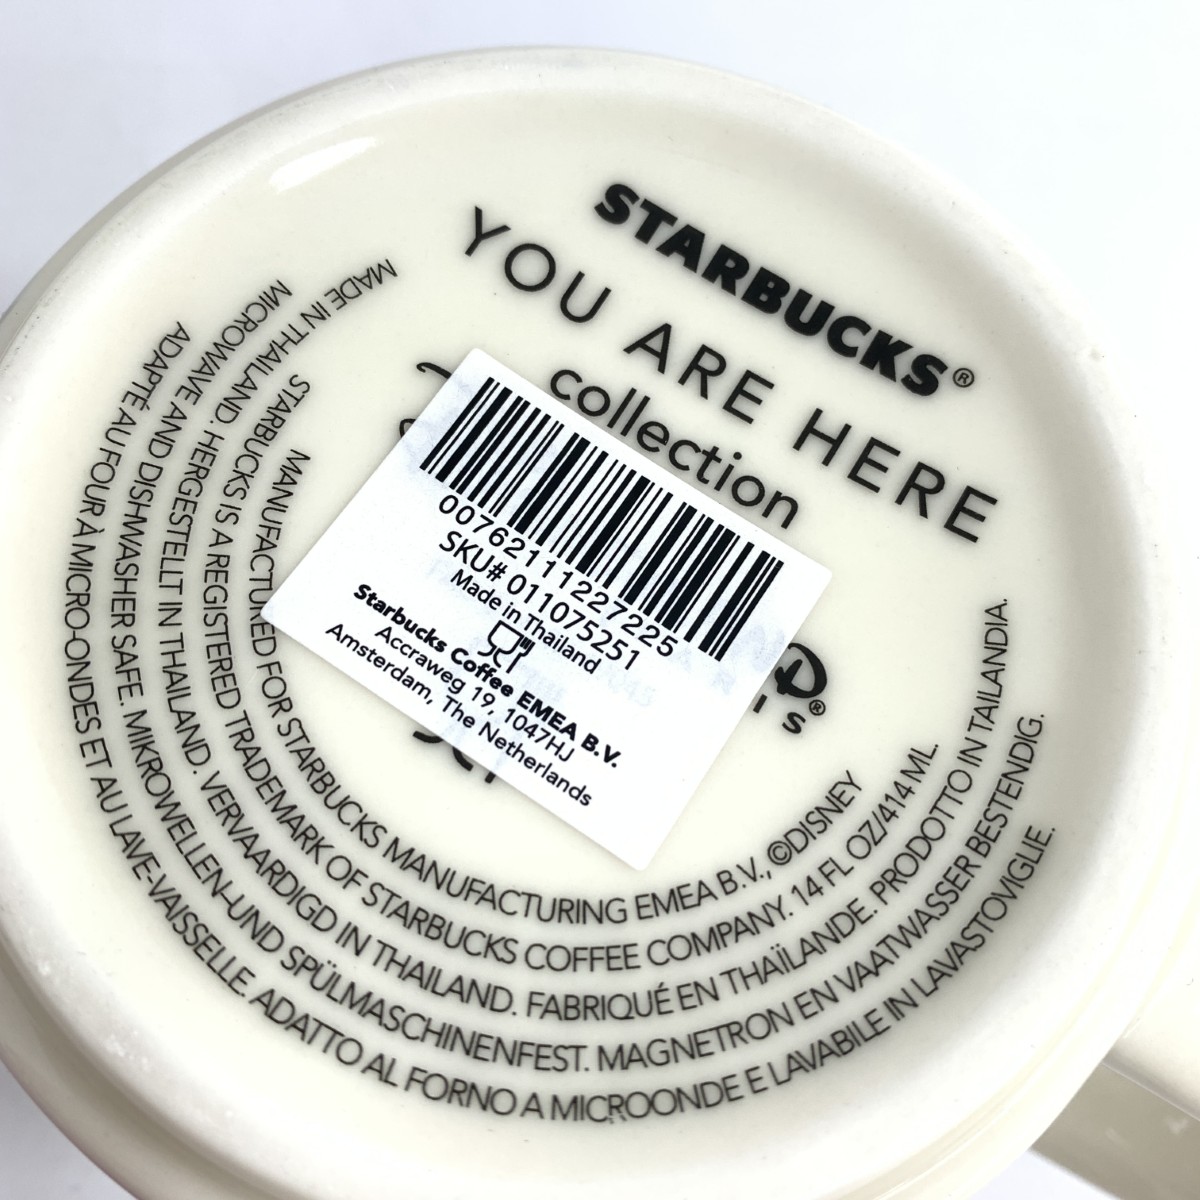 STARBUCKS®
YOU ARE HERE
collection
00762111227225
SKU# 011075251
Made in Thailand
Starbucks Coffee EMEA B.V.
Accraweg 19, 1047HJ
Amsterdam, The Netherlands
MANUFACTURED FOR STARBUCKS MANUFACTURING EMEA B.V., ©DISNEY
STARBUCKS IS A REGISTERED TRADEMARK OF STARBUCKS COFFEE COMPANY. 14 FL OZ/414 ML.
MADE IN THAILAND. HERGESTELLT IN THAILAND. VERVAARDIGD IN THAILAND. FABRIQUÉ EN THAÏLANDE. PRODOTTO IN TAILANDIA.
MICROWAVE AND DISHWASHER SAFE. MIKROWELLEN-UND SPÜLMASCHINENFEST. MAGNETRON EN VAATWASSER BESTENDIG.
ADAPTÉ AU FOUR À MICRO-ONDES ET AU LAVE-VAISSELLE. ADATTO AL FORNO A MICROONDE E LAVABILE IN LAVASTOVIGLIE.